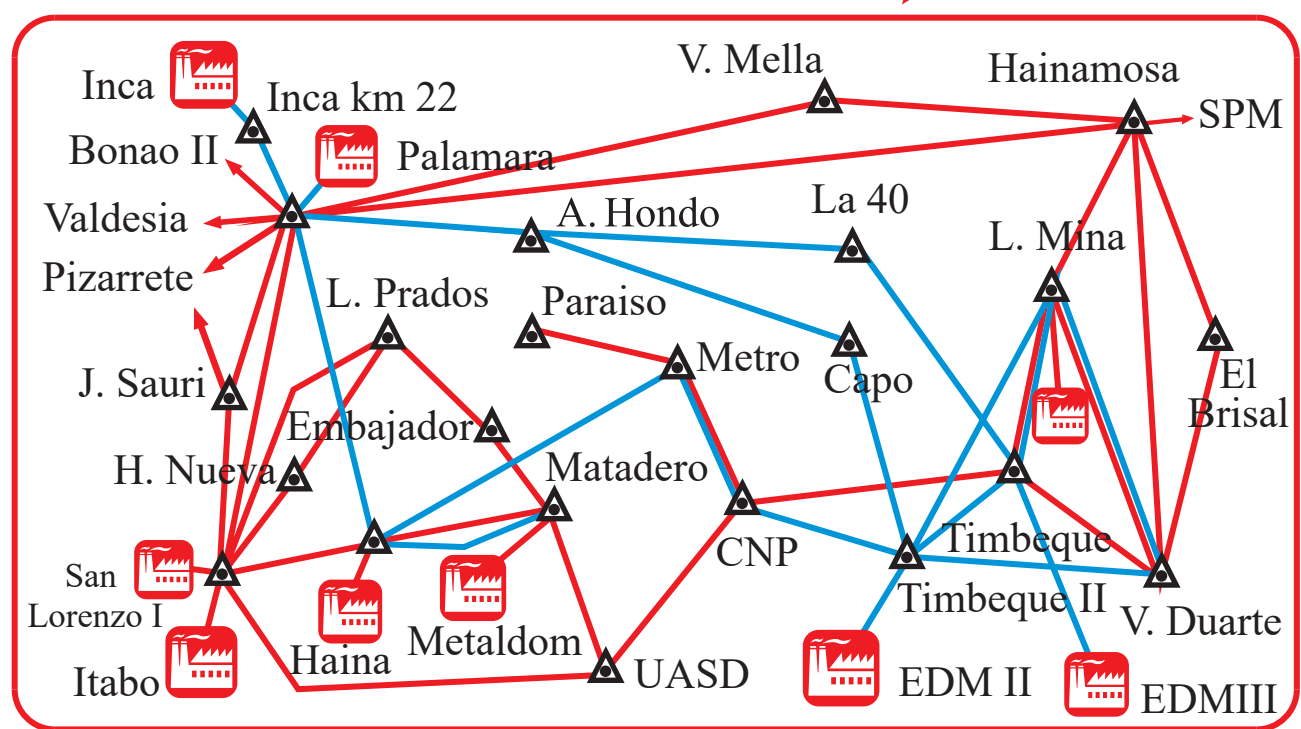 V. Mella
Hainamosa
Inca
Inca km 22
SPM
Bonao II
Palamara
La 40
Valdesia
A. Hondo
L. Mina
Pizarrete
L. Prados
Paraiso
Metro
J. Sauri
Capo
El
Brisal
Embajador
H. Nueva
Matadero
CNP
Timbeque
San
Lorenzo I
Timbeque II
V. Duarte
Metaldom
Haina
Itabo
UASD
EDM II
EDMIII